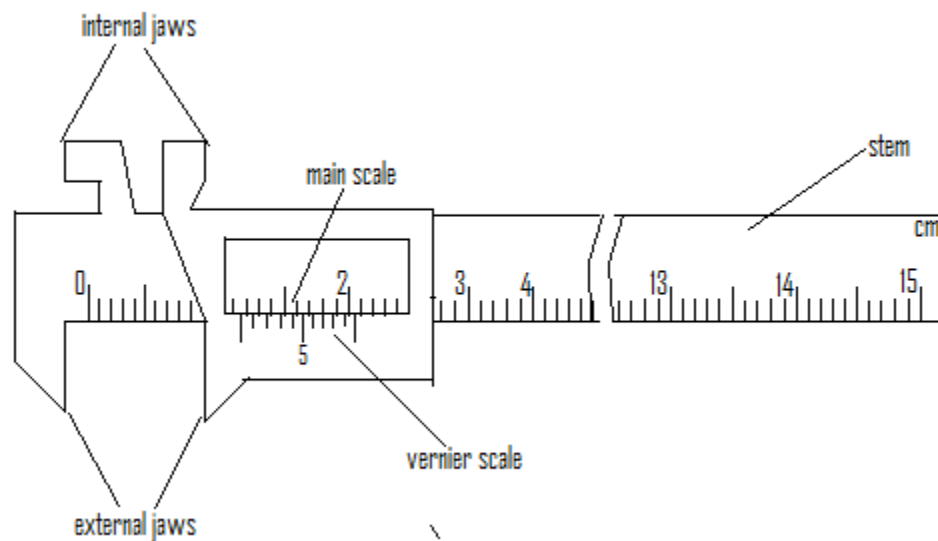 internal jaws
stem
main scale
cm
0 2 3 4 13 14 15
5
vernier scale
external jaws